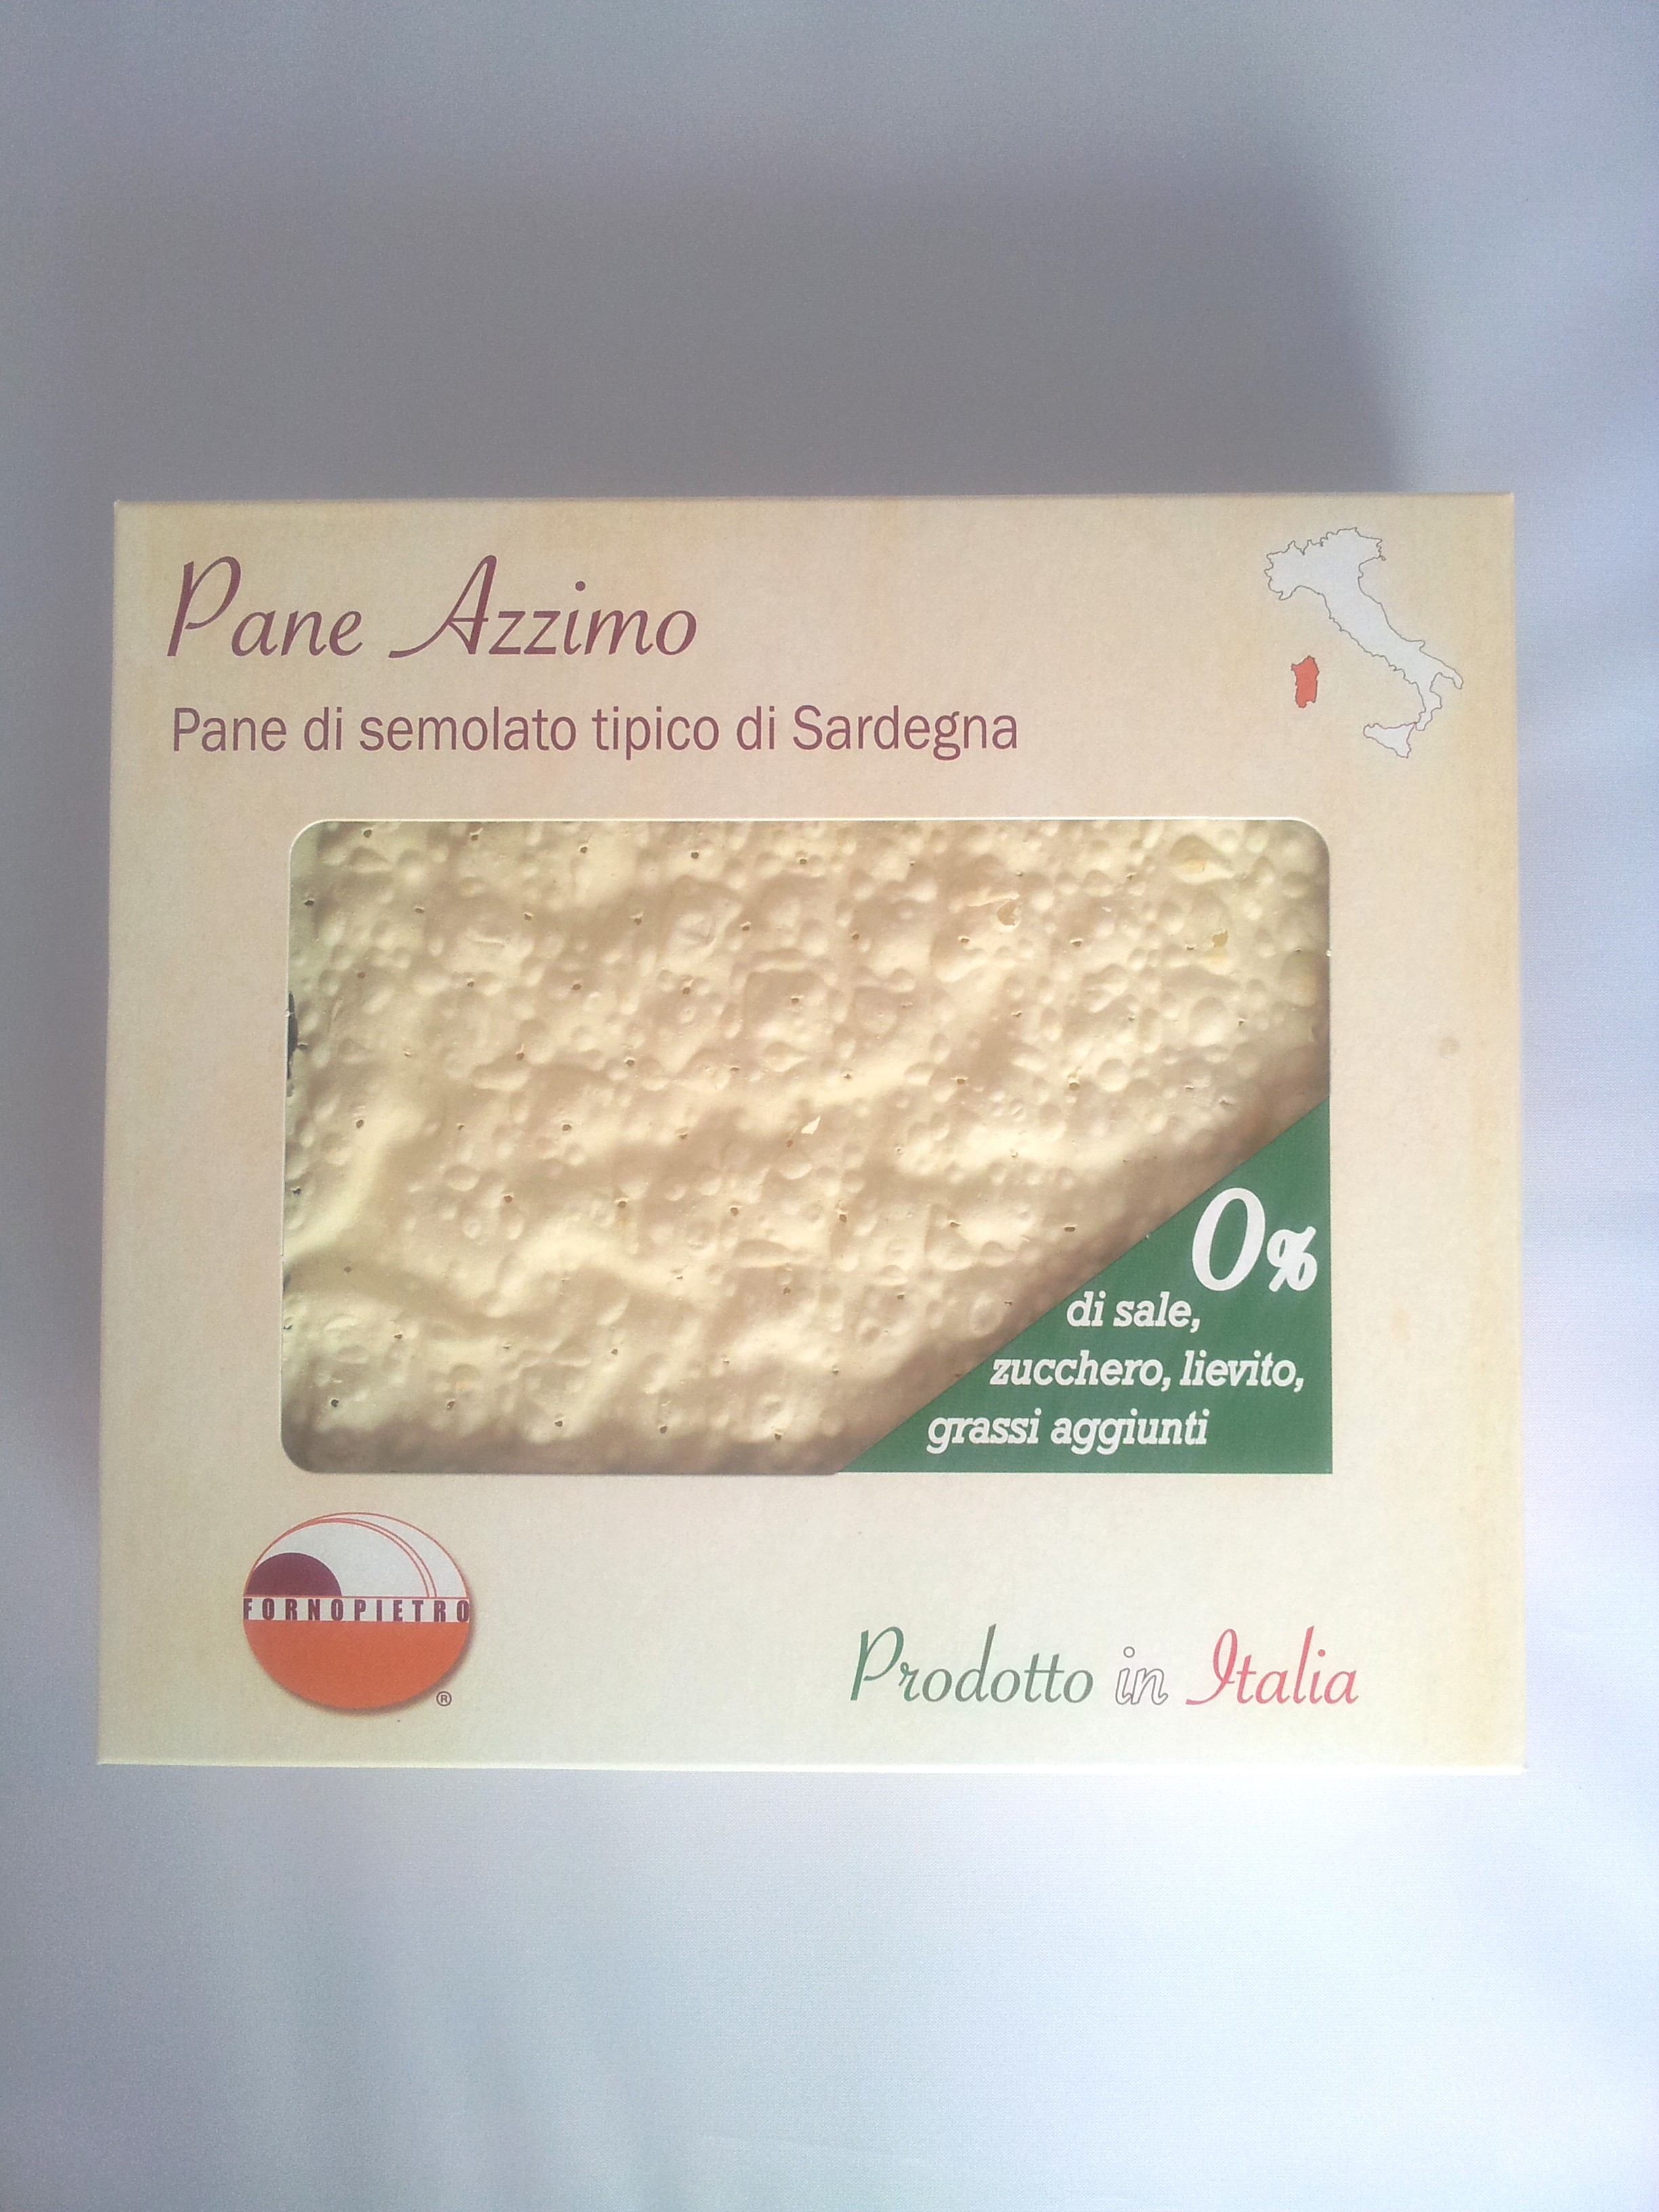 Pane Azzimo
Pane di semolato tipico di Sardegna
0%
di sale,
zucchero, lievito,
grassi aggiunti
FORNOPIETRO
®
Prodotto in Italia